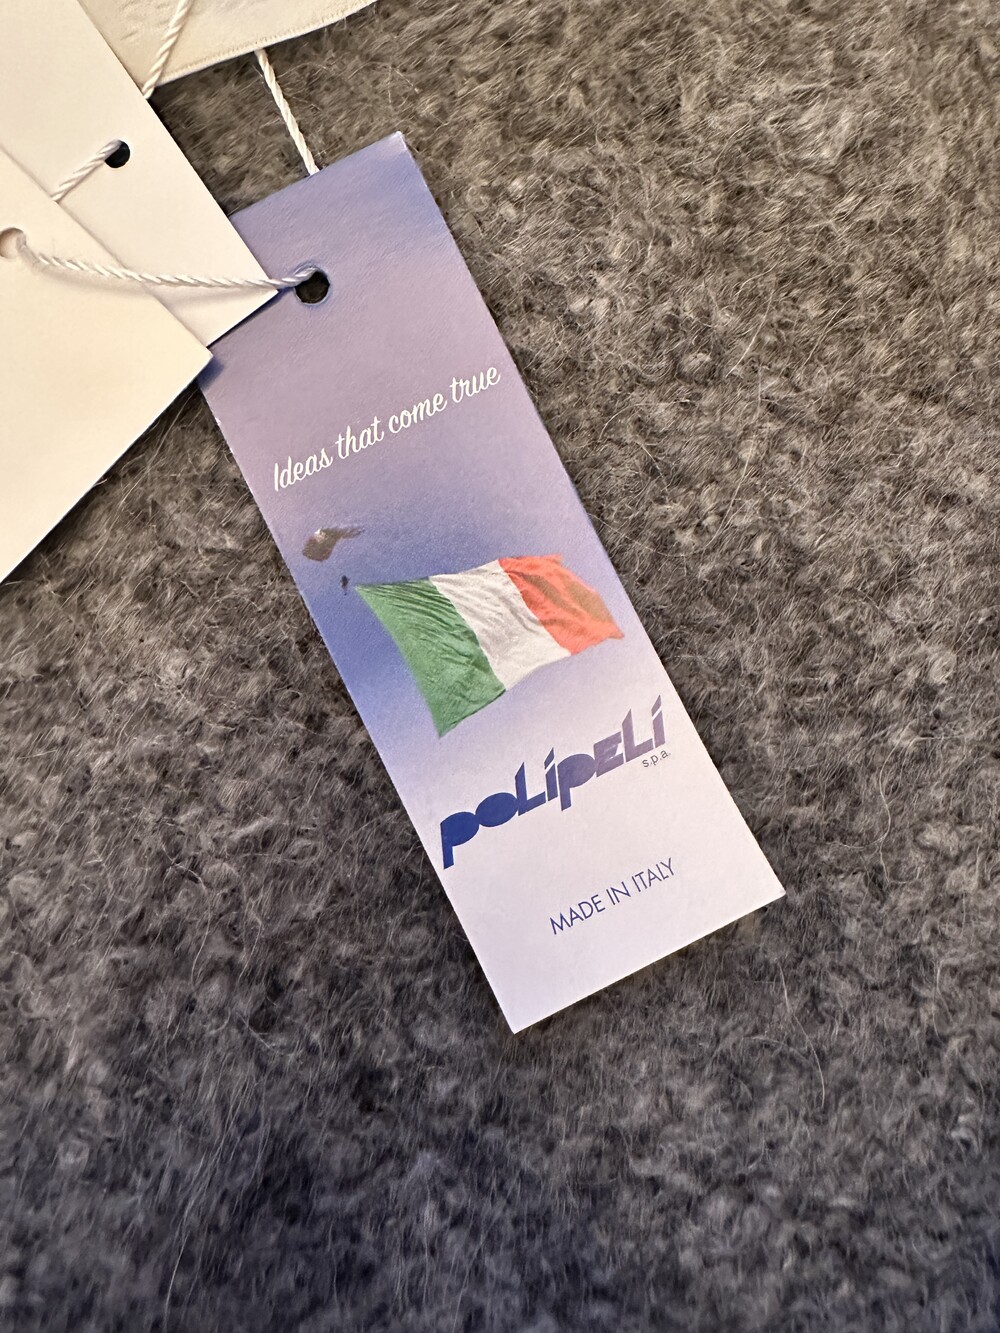 Ideas that come true
poLipeLi
s.p.a.
MADE IN ITALY